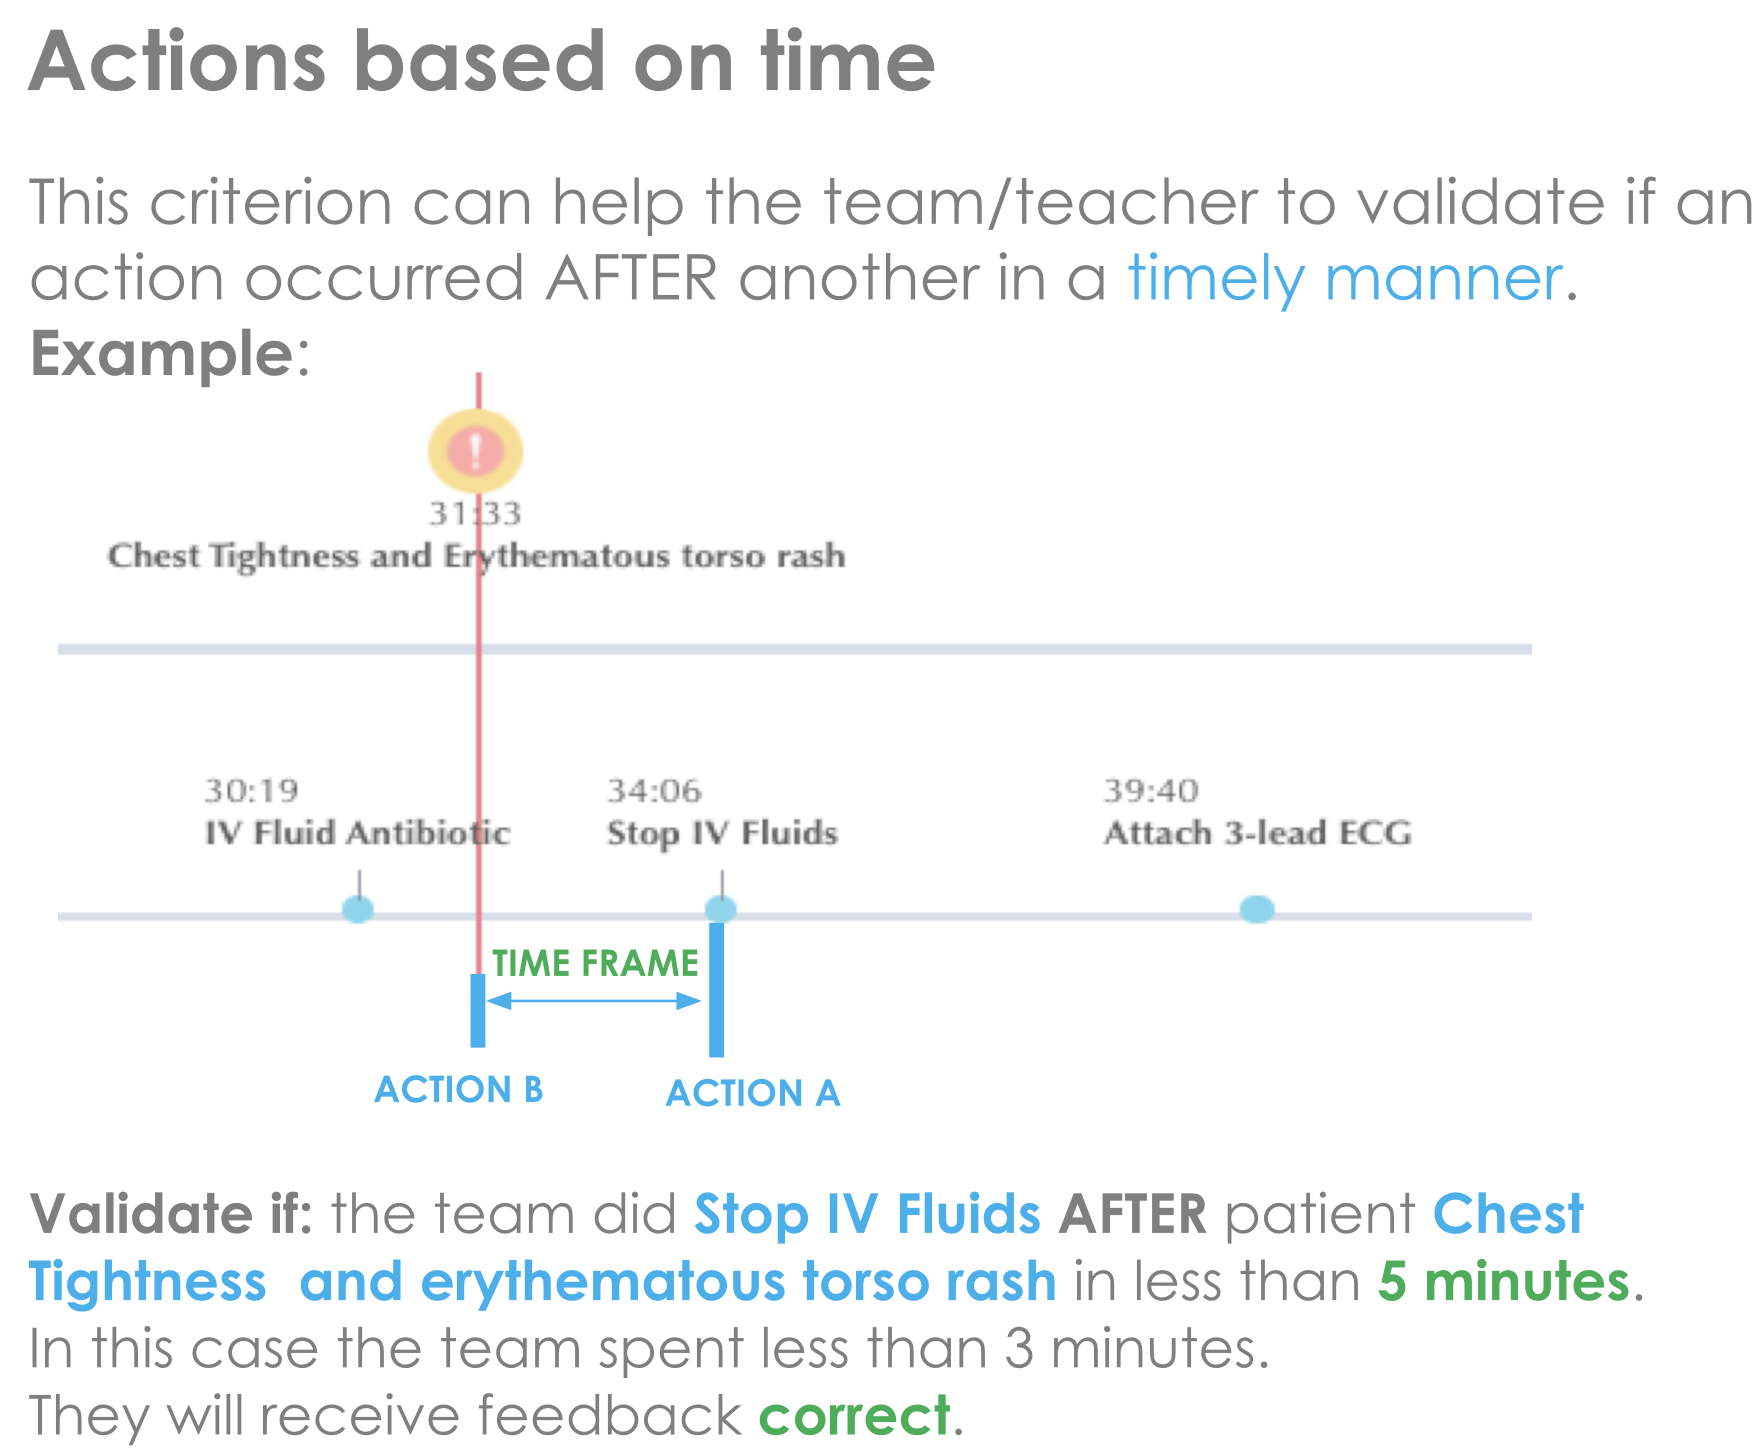 Actions based on time
This criterion can help the team/teacher to validate if an
action occurred AFTER another in a timely manner.
Example:
!
31:33
Chest Tightness and Erythematous torso rash
30:19
IV Fluid Antibiotic
34:06
Stop IV Fluids
39:40
Attach 3-lead ECG
TIME FRAME
ACTION B
ACTION A
Validate if: the team did Stop IV Fluids AFTER patient Chest
Tightness and erythematous torso rash in less than 5 minutes.
In this case the team spent less than 3 minutes.
They will receive feedback correct.